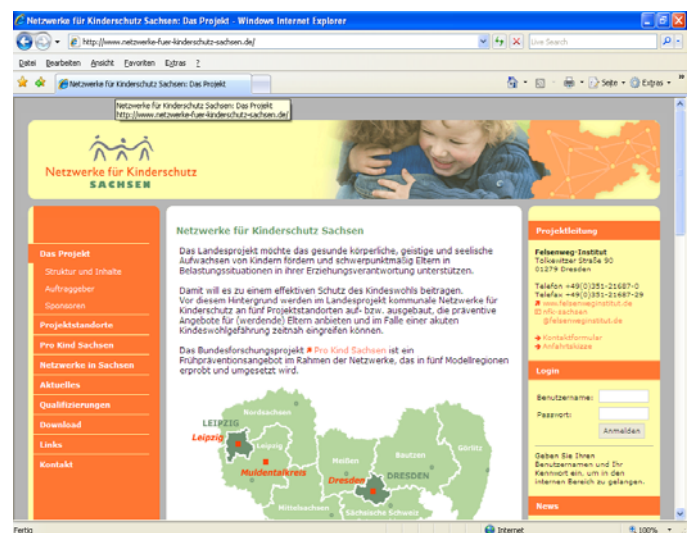 Netzwerke für Kinderschutz Sachsen: Das Projekt - Windows Internet Explorer
http://www.netzwerke-fuer-kinderschutz-sachsen.de/
Live Search
Datei Bearbeiten Ansicht Favoriten Extras ?
Netzwerke für Kinderschutz Sachsen: Das Projekt
Seite Extras
Netzwerke für Kinderschutz Sachsen: Das Projekt
http://www.netzwerke-fuer-kinderschutz-sachsen.de/
Netzwerke für Kinderschutz
SACHSEN
Das Projekt
Struktur und Inhalte
Auftraggeber
Sponsoren
Projektstandorte
Pro Kind Sachsen
Netzwerke in Sachsen
Aktuelles
Qualifizierungen
Download
Links
Kontakt
Netzwerke für Kinderschutz Sachsen
Das Landesprojekt möchte das gesunde körperliche, geistige und seelische
Aufwachsen von Kindern fördern und schwerpunktmäßig Eltern in
Belastungssituationen in ihrer Erziehungsverantwortung unterstützen.
Damit will es zu einem effektiven Schutz des Kindeswohls beitragen.
Vor diesem Hintergrund werden im Landesprojekt kommunale Netzwerke für
Kinderschutz an fünf Projektstandorten auf- bzw. ausgebaut, die präventive
Angebote für (werdende) Eltern anbieten und im Falle einer akuten
Kindeswohlgefährdung zeitnah eingreifen können.
Das Bundesforschungsprojekt Pro Kind Sachsen ist ein
Frühpräventionsangebot im Rahmen der Netzwerke, das in fünf Modellregionen
erprobt und umgesetzt wird.
Nordsachsen
LEIPZIG
Leipzig
Leipzig
Muldentalkreis
Meißen
Bautzen
Görlitz
Dresden
DRESDEN
Mittelsachsen
Sächsische Schweiz
Projektleitung
Felsenweg-Institut
Tolkewitzer Straße 90
01279 Dresden
Telefon +49(0)351-21687-0
Telefax +49(0)351-21687-29
www.felsenweginstitut.de
nfk-sachsen
@felsenweginstitut.de
Kontaktformular
Anfahrtskizze
Login
Benutzername:
Passwort:
Anmelden
Geben Sie Ihren
Benutzernamen und Ihr
Kennwort ein, um in den
internen Bereich zu gelangen.
News
Fertig
Internet
100%